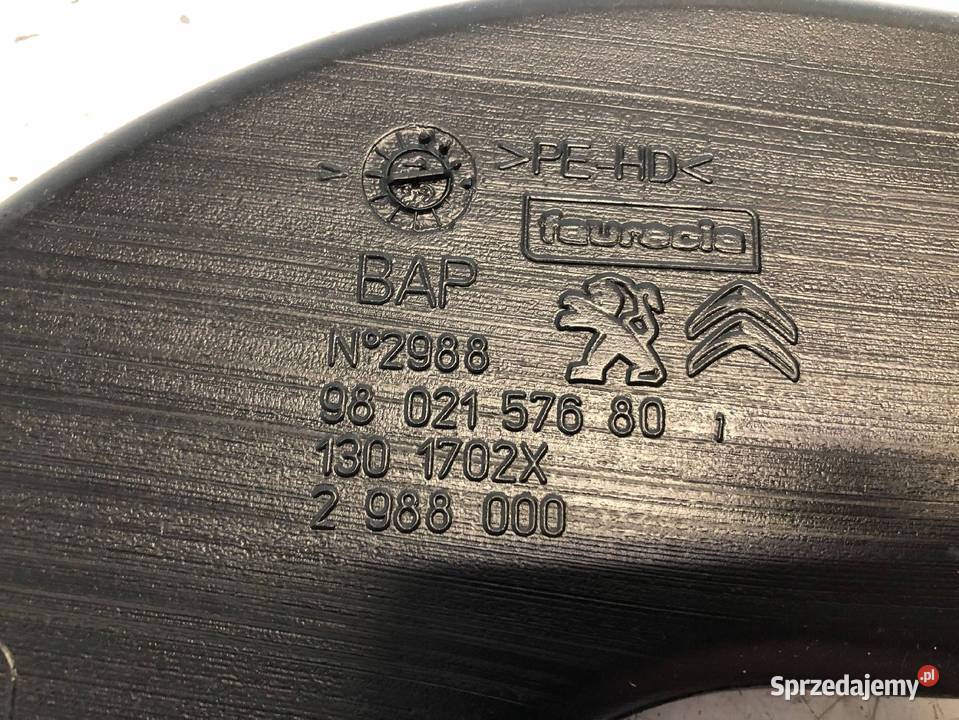 >PE-HD<
faurecia
BAP
N°2988
98 021 576 80 1
130 1702X
2 988 000
Sprzedajemy.pl